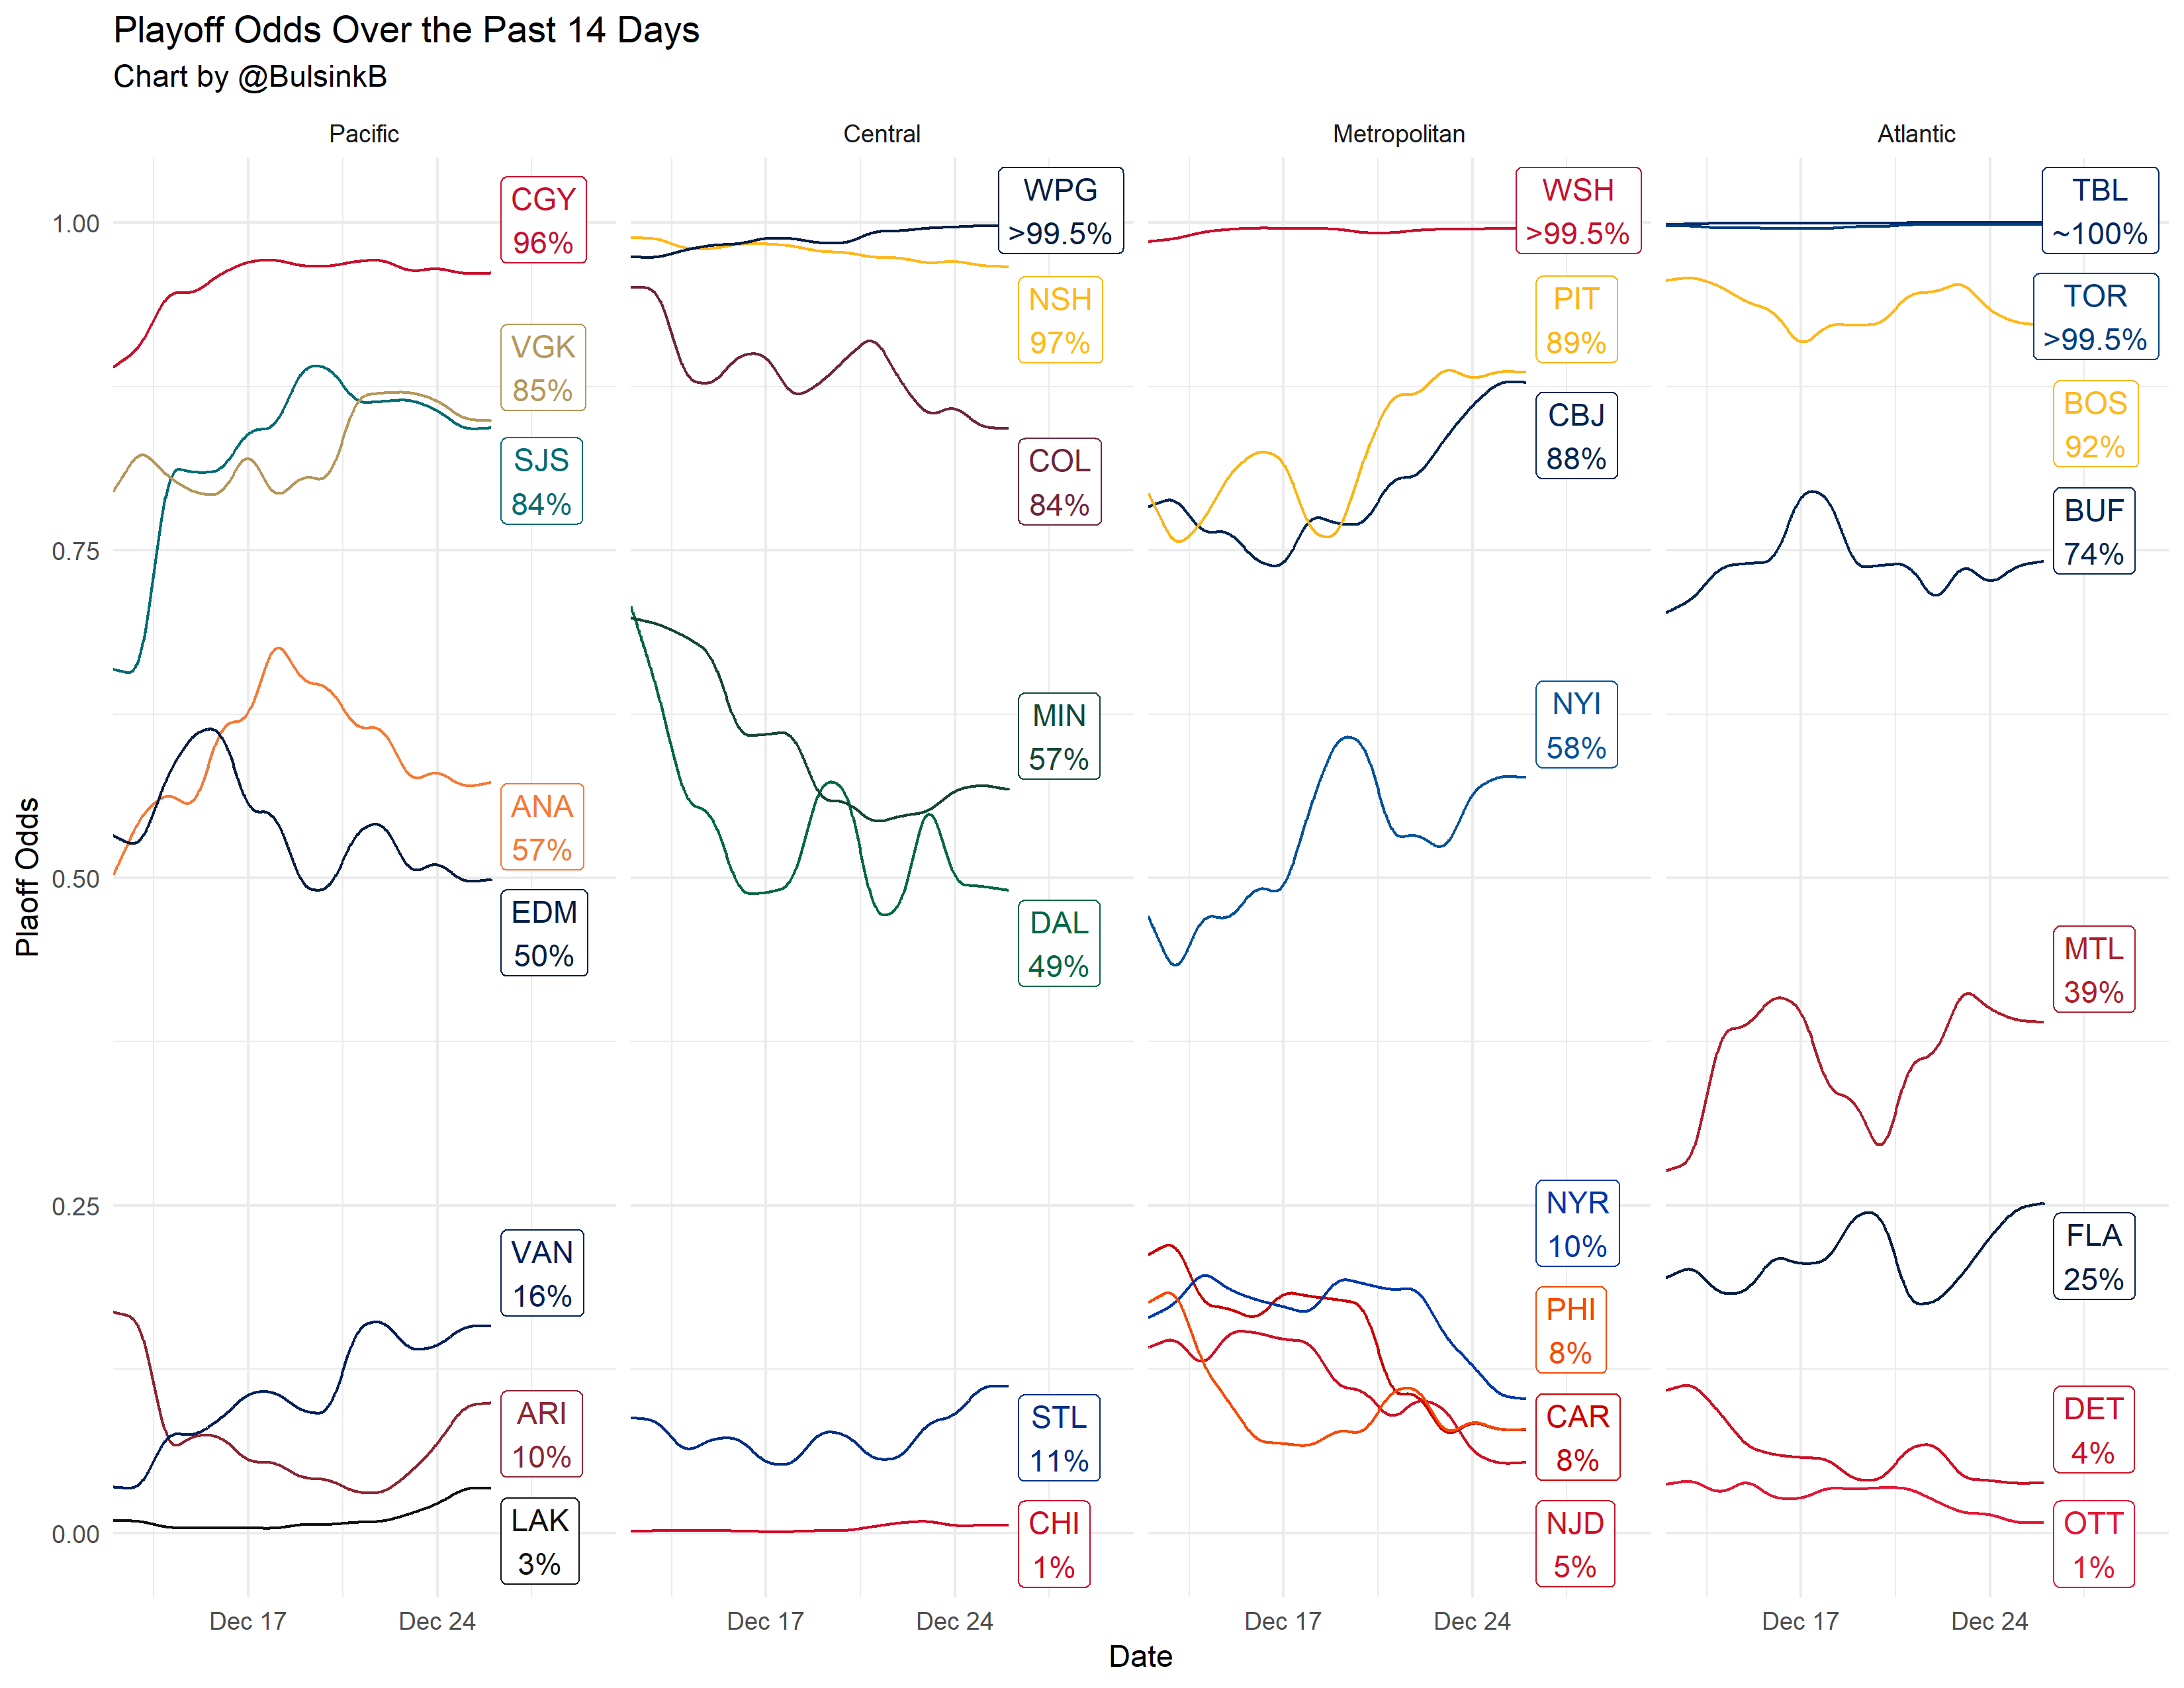 Playoff Odds Over the Past 14 Days
Chart by @BulsinkB
Pacific
Central
Metropolitan
Atlantic
Plaoff Odds
1.00
0.75
0.50
0.25
0.00
CGY
96%
VGK
85%
SJS
84%
ANA
57%
EDM
50%
VAN
16%
ARI
10%
LAK
3%
WPG
>99.5%
NSH
97%
COL
84%
MIN
57%
DAL
49%
STL
11%
CHI
1%
WSH
>99.5%
PIT
89%
CBJ
88%
NYI
58%
NYR
10%
PHI
8%
CAR
8%
NJD
5%
TBL
~100%
TOR
>99.5%
BOS
92%
BUF
74%
MTL
39%
FLA
25%
DET
4%
OTT
1%
Dec 17
Dec 24
Dec 17
Dec 24
Dec 17
Dec 24
Dec 17
Dec 24
Date